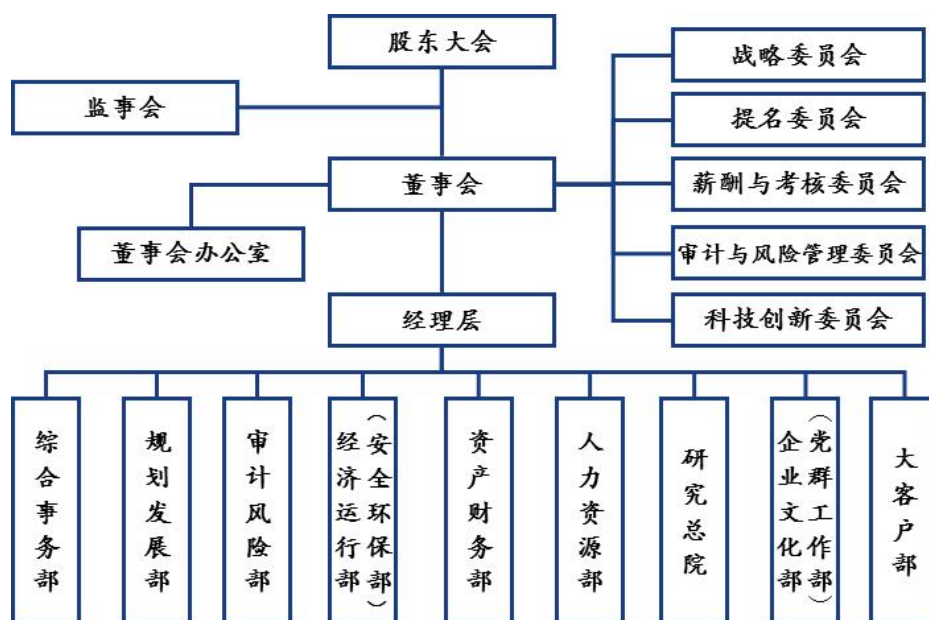 股东大会
监事会
董事会
董事会办公室
经理层
战略委员会
提名委员会
薪酬与考核委员会
审计与风险管理委员会
科技创新委员会
综合事务部
规划发展部
审计风险部
经济运行部
（安全环保部）
资产财务部
人力资源部
研究总院
企业文化部
（党群工作部）
大客户部